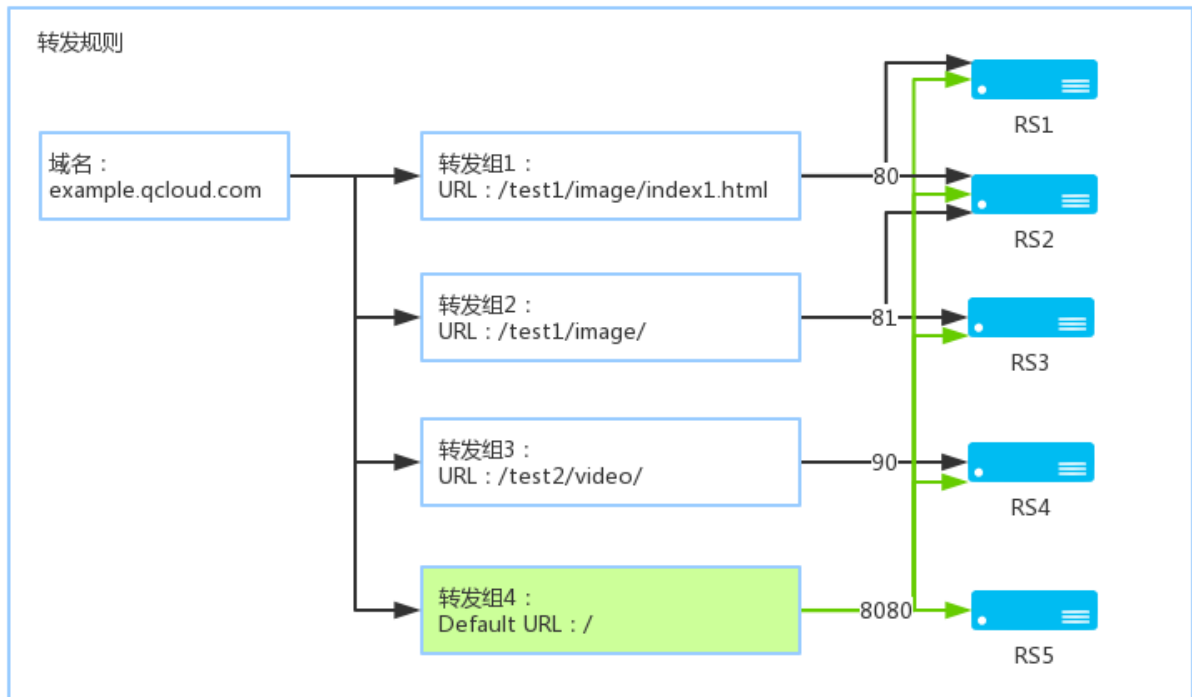 转发规则
域名：
example.qcloud.com
转发组1：
URL：/test1/image/index1.html
80
RS1
RS2
转发组2：
URL：/test1/image/
81
RS3
转发组3：
URL：/test2/video/
90
RS4
转发组4：
Default URL：/
8080
RS5